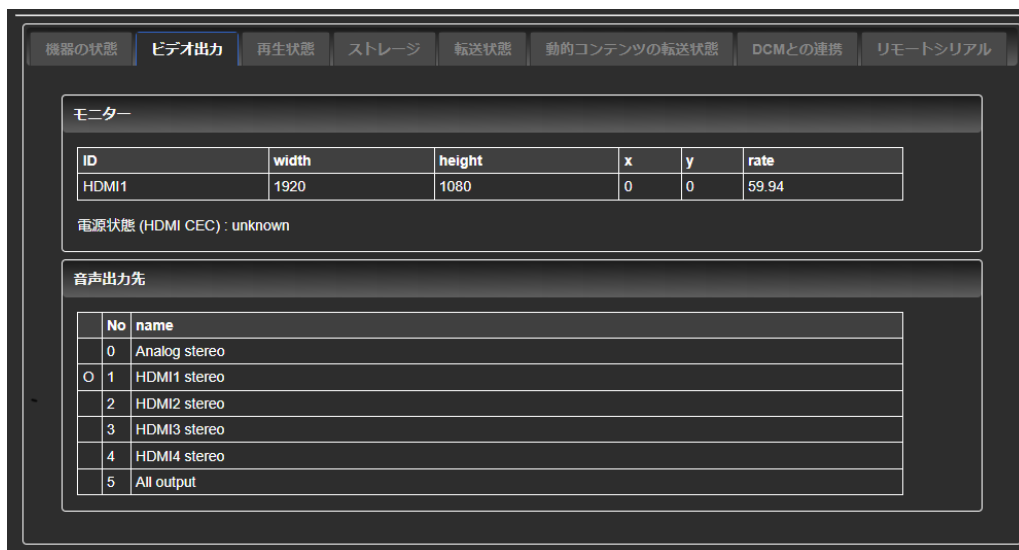 機器の状態 ビデオ出力 再生状態 ストレージ 転送状態 動的コンテンツの転送状態 DCMとの連携 リモートシリアル
モニター
ID width height x y rate
HDMI1 1920 1080 0 0 59.94
電源状態 (HDMI CEC) : unknown
音声出力先
No name
0 Analog stereo
O 1 HDMI1 stereo
2 HDMI2 stereo
3 HDMI3 stereo
4 HDMI4 stereo
5 All output